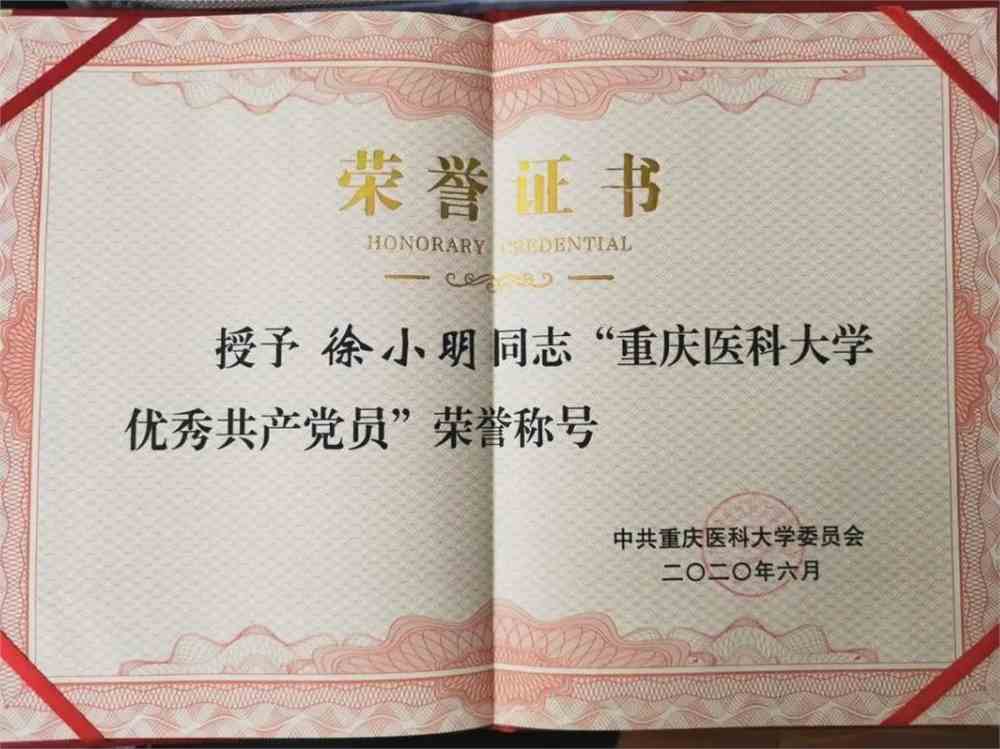 荣誉证书
HONORARY CREDENTIAL
授予 徐小明 同志“重庆医科大学
优秀共产党员”荣誉称号
中共重庆医科大学委员会
二〇二〇年六月